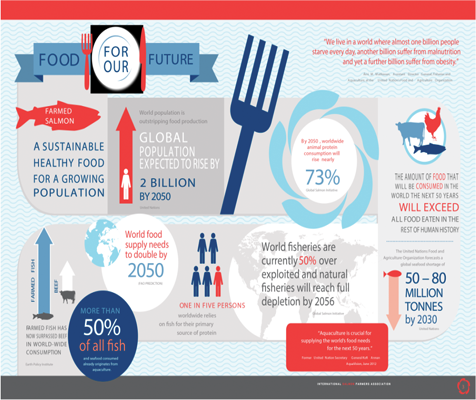 FOOD
FOR
OUR
FUTURE
"We live in a world where almost one billion people
starve every day, another billion suffer from malnutrition
and yet a further billion suffer from obesity."
FARMED
SALMON
A SUSTAINABLE
HEALTHY FOOD
FOR A GROWING
POPULATION
World population is
outstripping food production
GLOBAL
POPULATION
EXPECTED TO RISE BY
2 BILLION
BY 2050
By 2050, worldwide
animal protein
consumption will
rise nearly
73%
THE AMOUNT OF FOOD THAT
WILL BE CONSUMED IN THE
WORLD THE NEXT 50 YEARS
WILL EXCEED
ALL FOOD EATEN IN THE
REST OF HUMAN HISTORY
The United Nations Food and
Agriculture Organization forecasts a
global seafood shortage of
50 – 80
MILLION
TONNES
by 2030
FARMED FISH
BEEF
FARMED FISH HAS
NOW SURPASSED BEEF
IN WORLD-WIDE
CONSUMPTION
World food
supply needs
to double by
2050
MORE THAN
50%
of all fish
and seafood consumed
already originates from
aquaculture
ONE IN FIVE PERSONS
worldwide relies
on fish for their primary
source of protein
World fisheries are
currently 50% over
exploited and natural
fisheries will reach full
depletion by 2056
"Aquaculture is crucial for
supplying the world's food needs
for the next 50 years."
INTERNATIONAL SALMON FARMERS ASSOCIATION